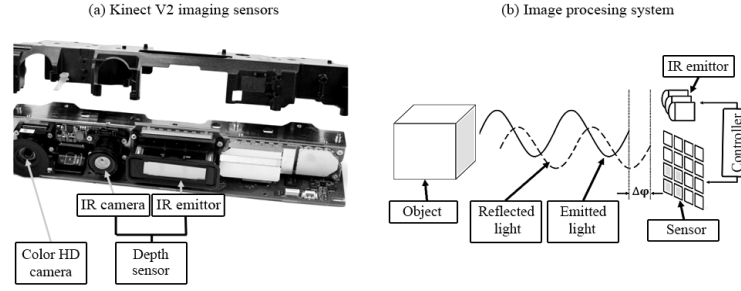 (a) Kinect V2 imaging sensors
(b) Image procesing system
IR camera
IR emittor
Color HD
camera
Depth
sensor
IR emittor
Controller
Δφ
Object
Reflected
light
Emitted
light
Sensor